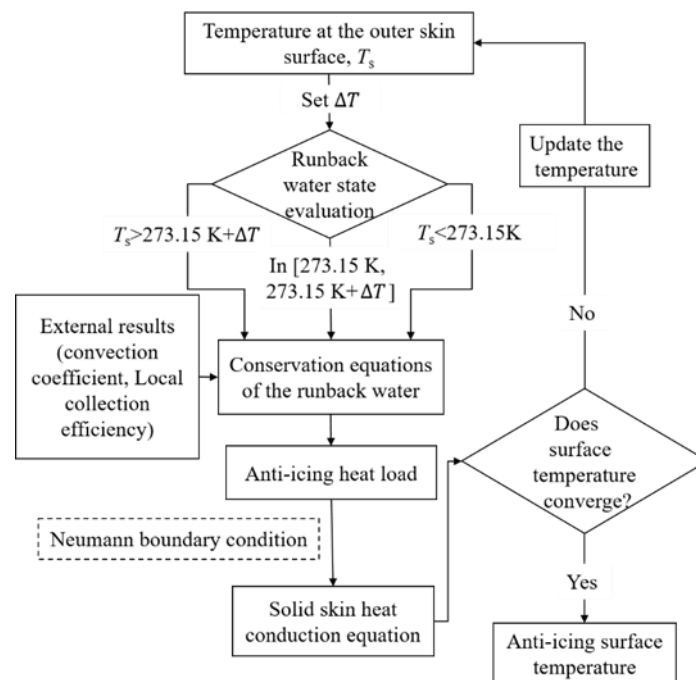 Temperature at the outer skin
surface, Tₛ
Set ΔT
Update the
temperature
Runback
water state
evaluation
Tₛ>273.15 K+ΔT
Tₛ<273.15K
In [273.15 K,
273.15 K+ΔT ]
External results
(convection
coefficient, Local
collection
efficiency)
No
Conservation equations
of the runback water
Does
surface
temperature
converge?
Anti-icing heat load
Neumann boundary condition
Yes
Solid skin heat
conduction equation
Anti-icing surface
temperature